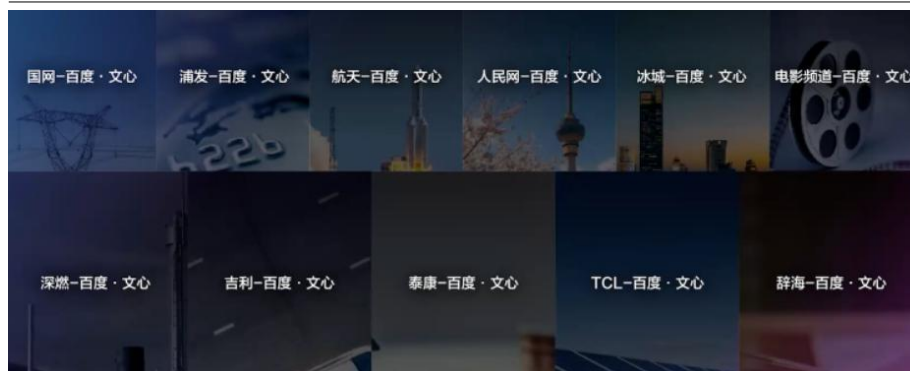 国网-百度·文心
浦发-百度·文心
航天-百度·文心
人民网-百度·文心
冰城-百度·文心
电影频道-百度·文心
深燃-百度·文心
吉利-百度·文心
泰康-百度·文心
TCL-百度·文心
辞海-百度·文心